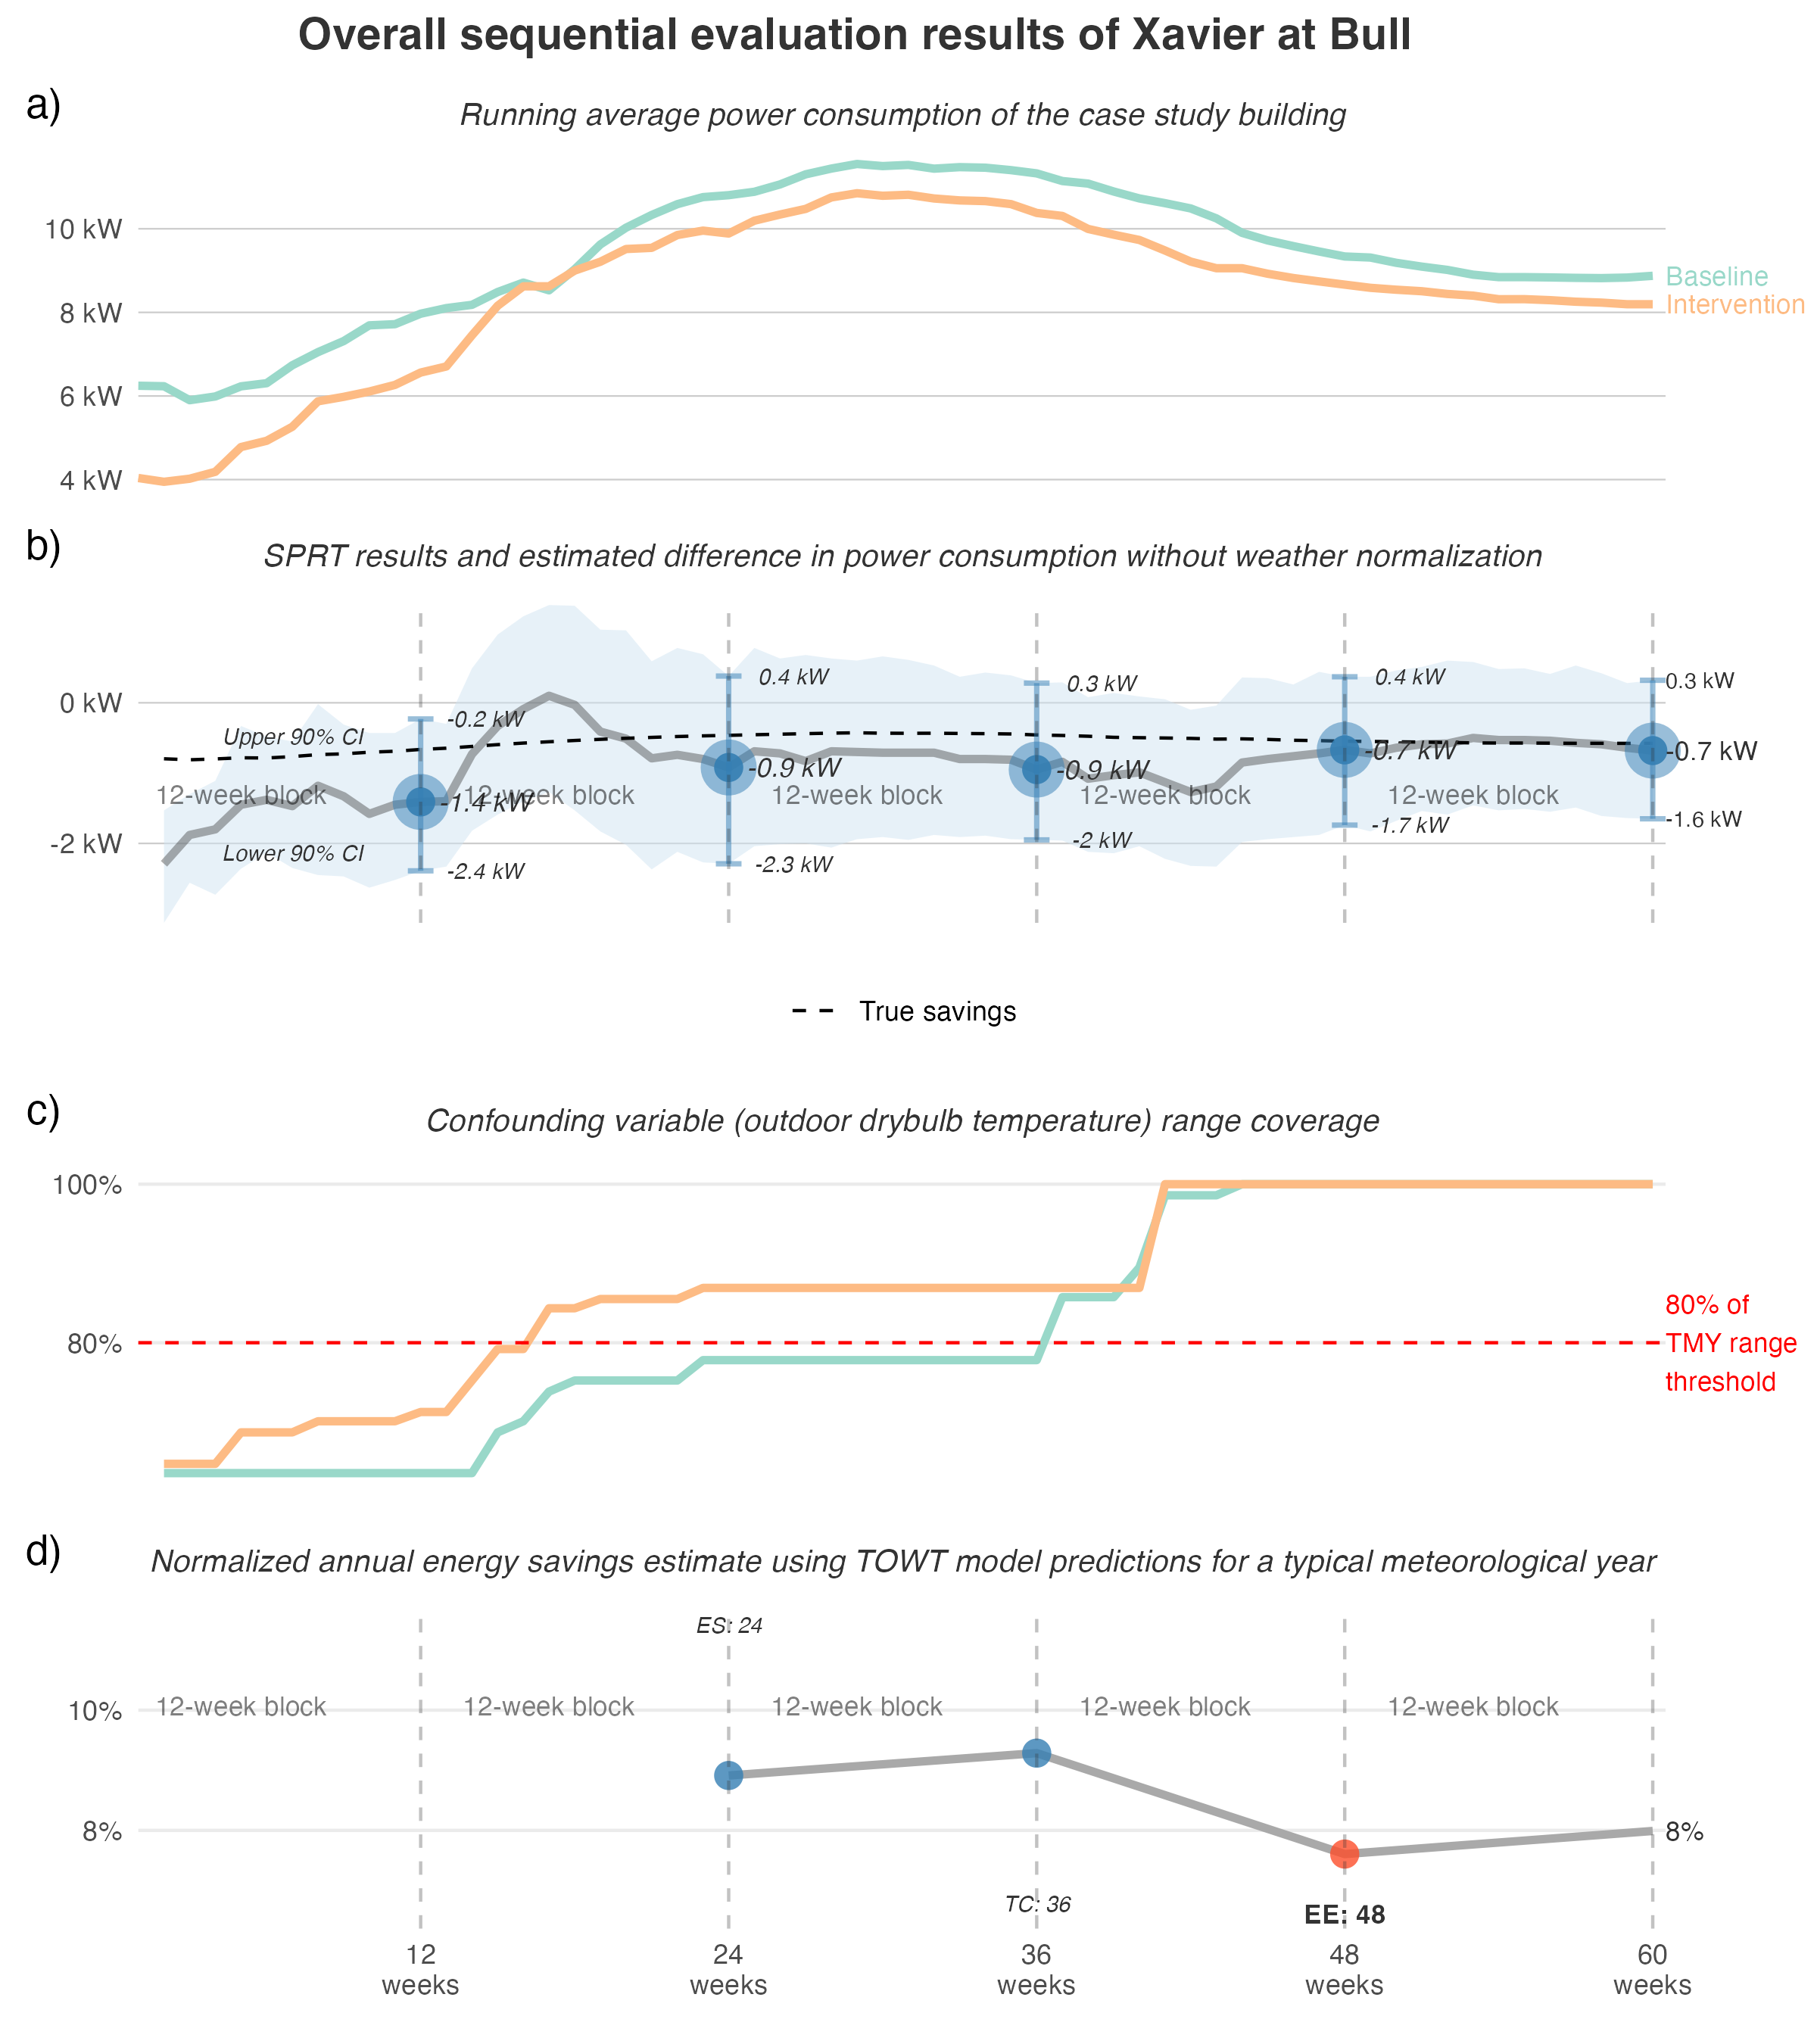 Overall sequential evaluation results of Xavier at Bull
a)
Running average power consumption of the case study building
10 kW
8 kW
6 kW
4 kW
Baseline
Intervention
b)
SPRT results and estimated difference in power consumption without weather normalization
0 kW
-2 kW
Upper 90% CI
Lower 90% CI
12-week block
12-week block
12-week block
12-week block
12-week block
-0.2 kW
-1.4 kW
-2.4 kW
0.4 kW
-0.9 kW
-2.3 kW
0.3 kW
-0.9 kW
-2 kW
0.4 kW
-0.7 kW
-1.7 kW
0.3 kW
-0.7 kW
-1.6 kW
True savings
c)
Confounding variable (outdoor drybulb temperature) range coverage
100%
80%
80% of
TMY range
threshold
d)
Normalized annual energy savings estimate using TOWT model predictions for a typical meteorological year
ES: 24
10%
12-week block
12-week block
12-week block
12-week block
12-week block
8%
8%
TC: 36
EE: 48
12
weeks
24
weeks
36
weeks
48
weeks
60
weeks